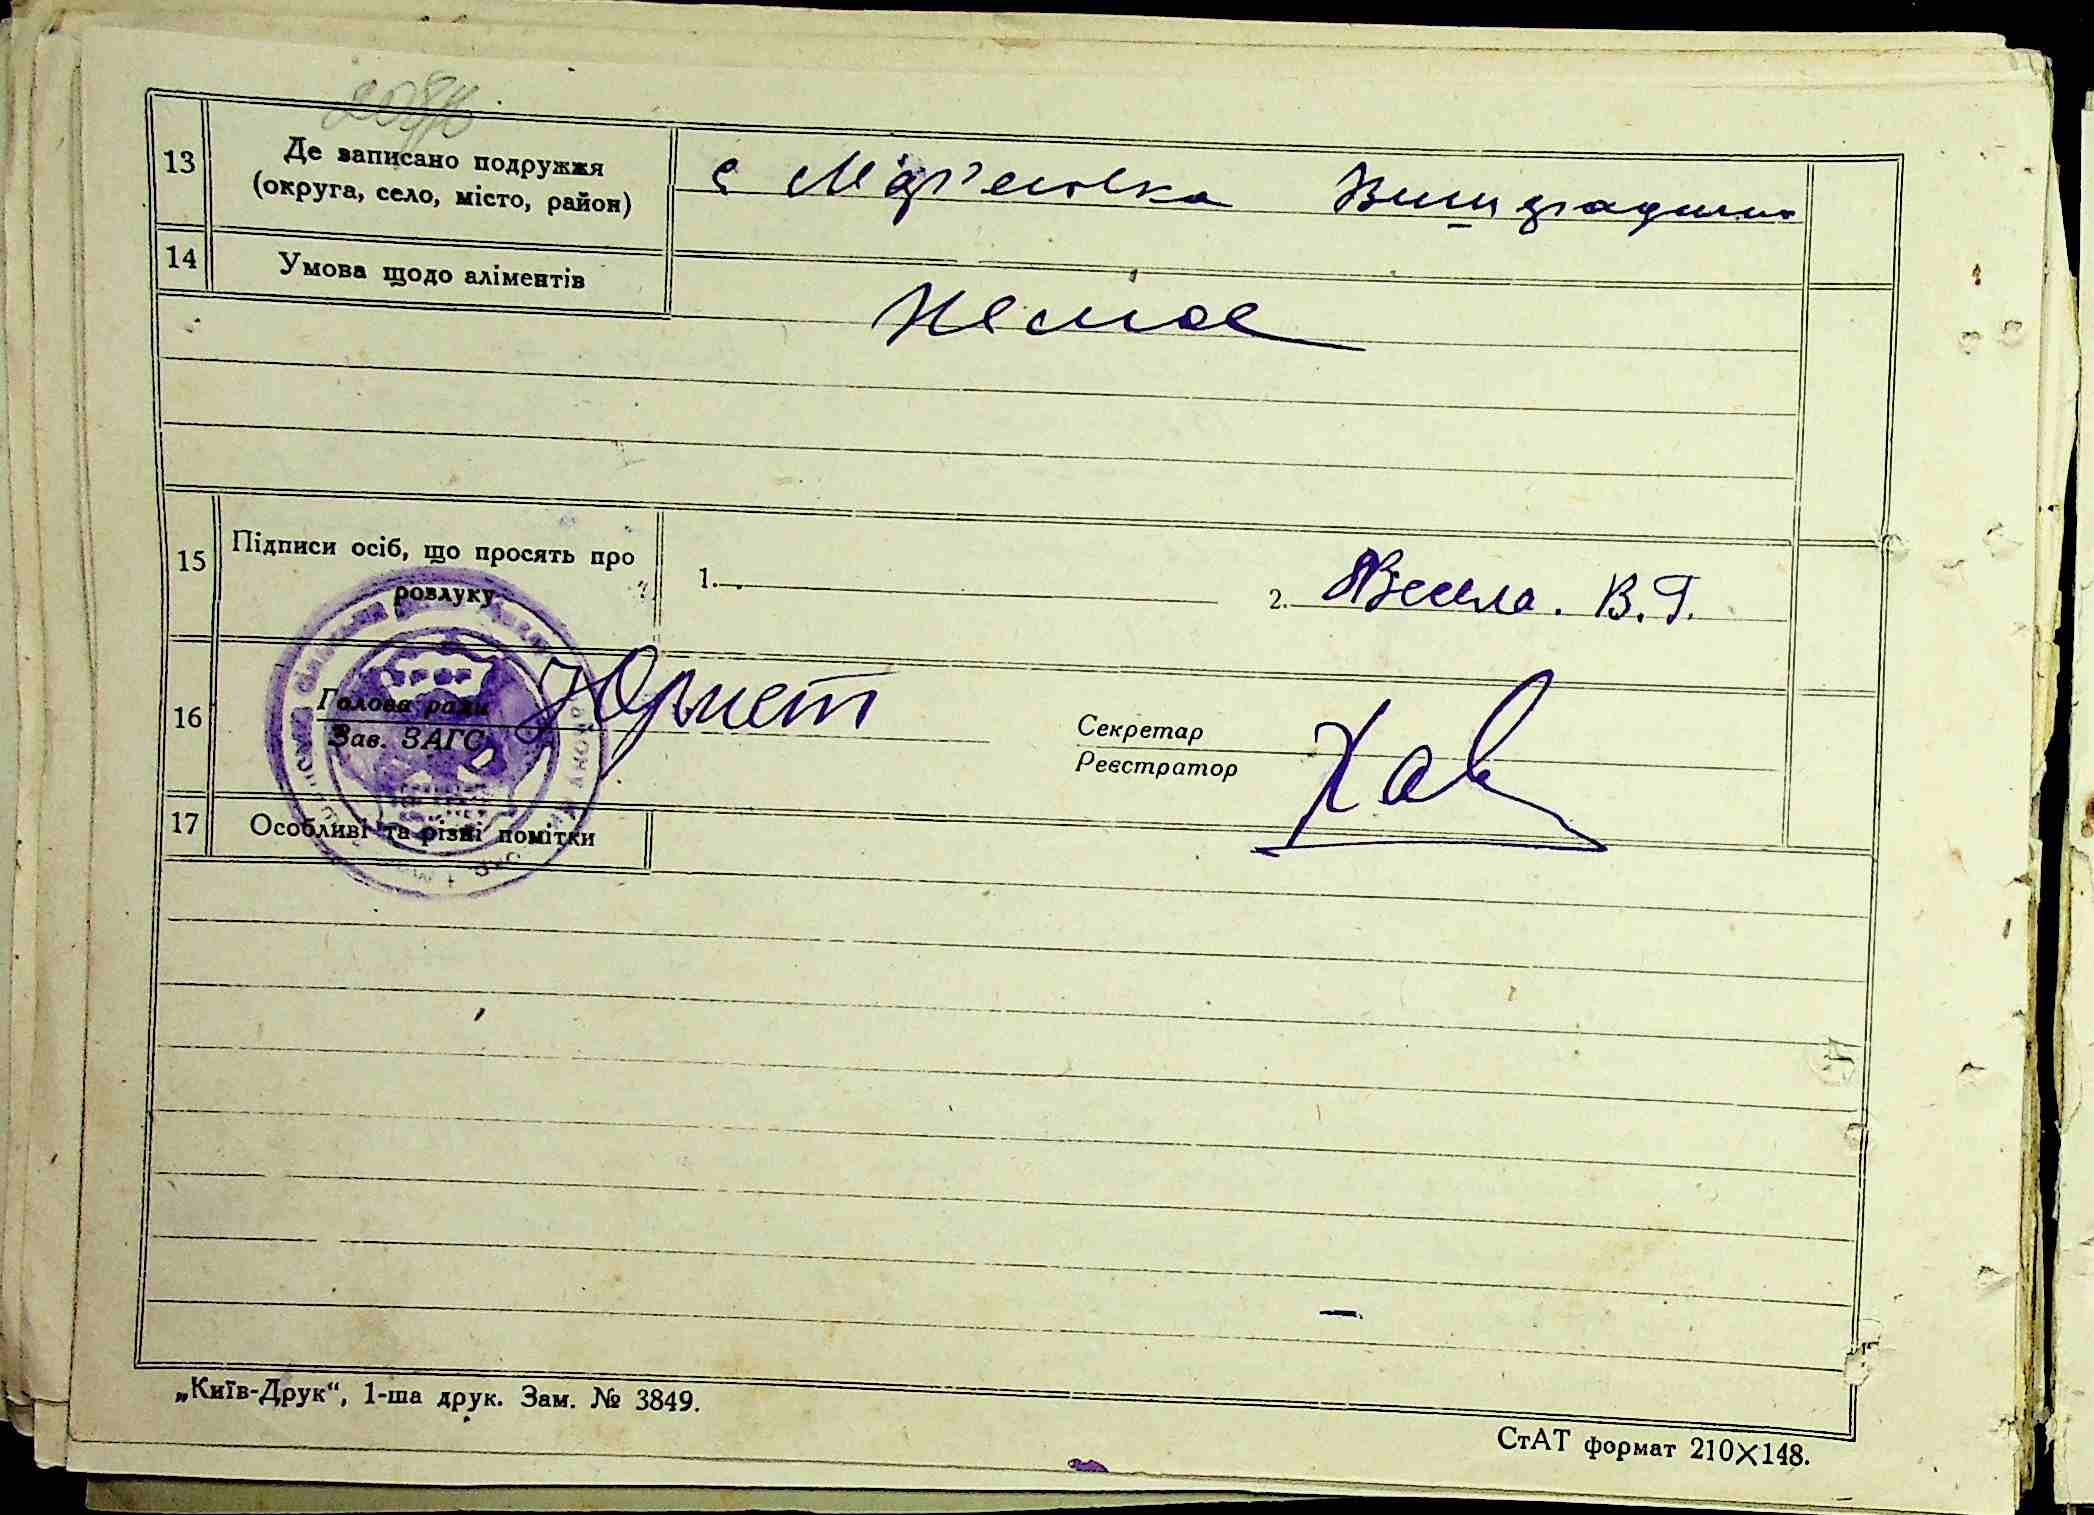 13
Де записано подружжя
(округа, село, місто, район)
с Мар'єновка
14
Умова щодо аліментів
Немає
15
Підписи осіб, що просять про
розлуку
1.
2. Весела. В.Г.
16
Голова ради
Зав. ЗАГС
Секретар
Реєстратор
17
Особливі та різні помітки
„Київ-Друк“, 1-ша друк. Зам. № 3849.
СтАТ формат 210×148.